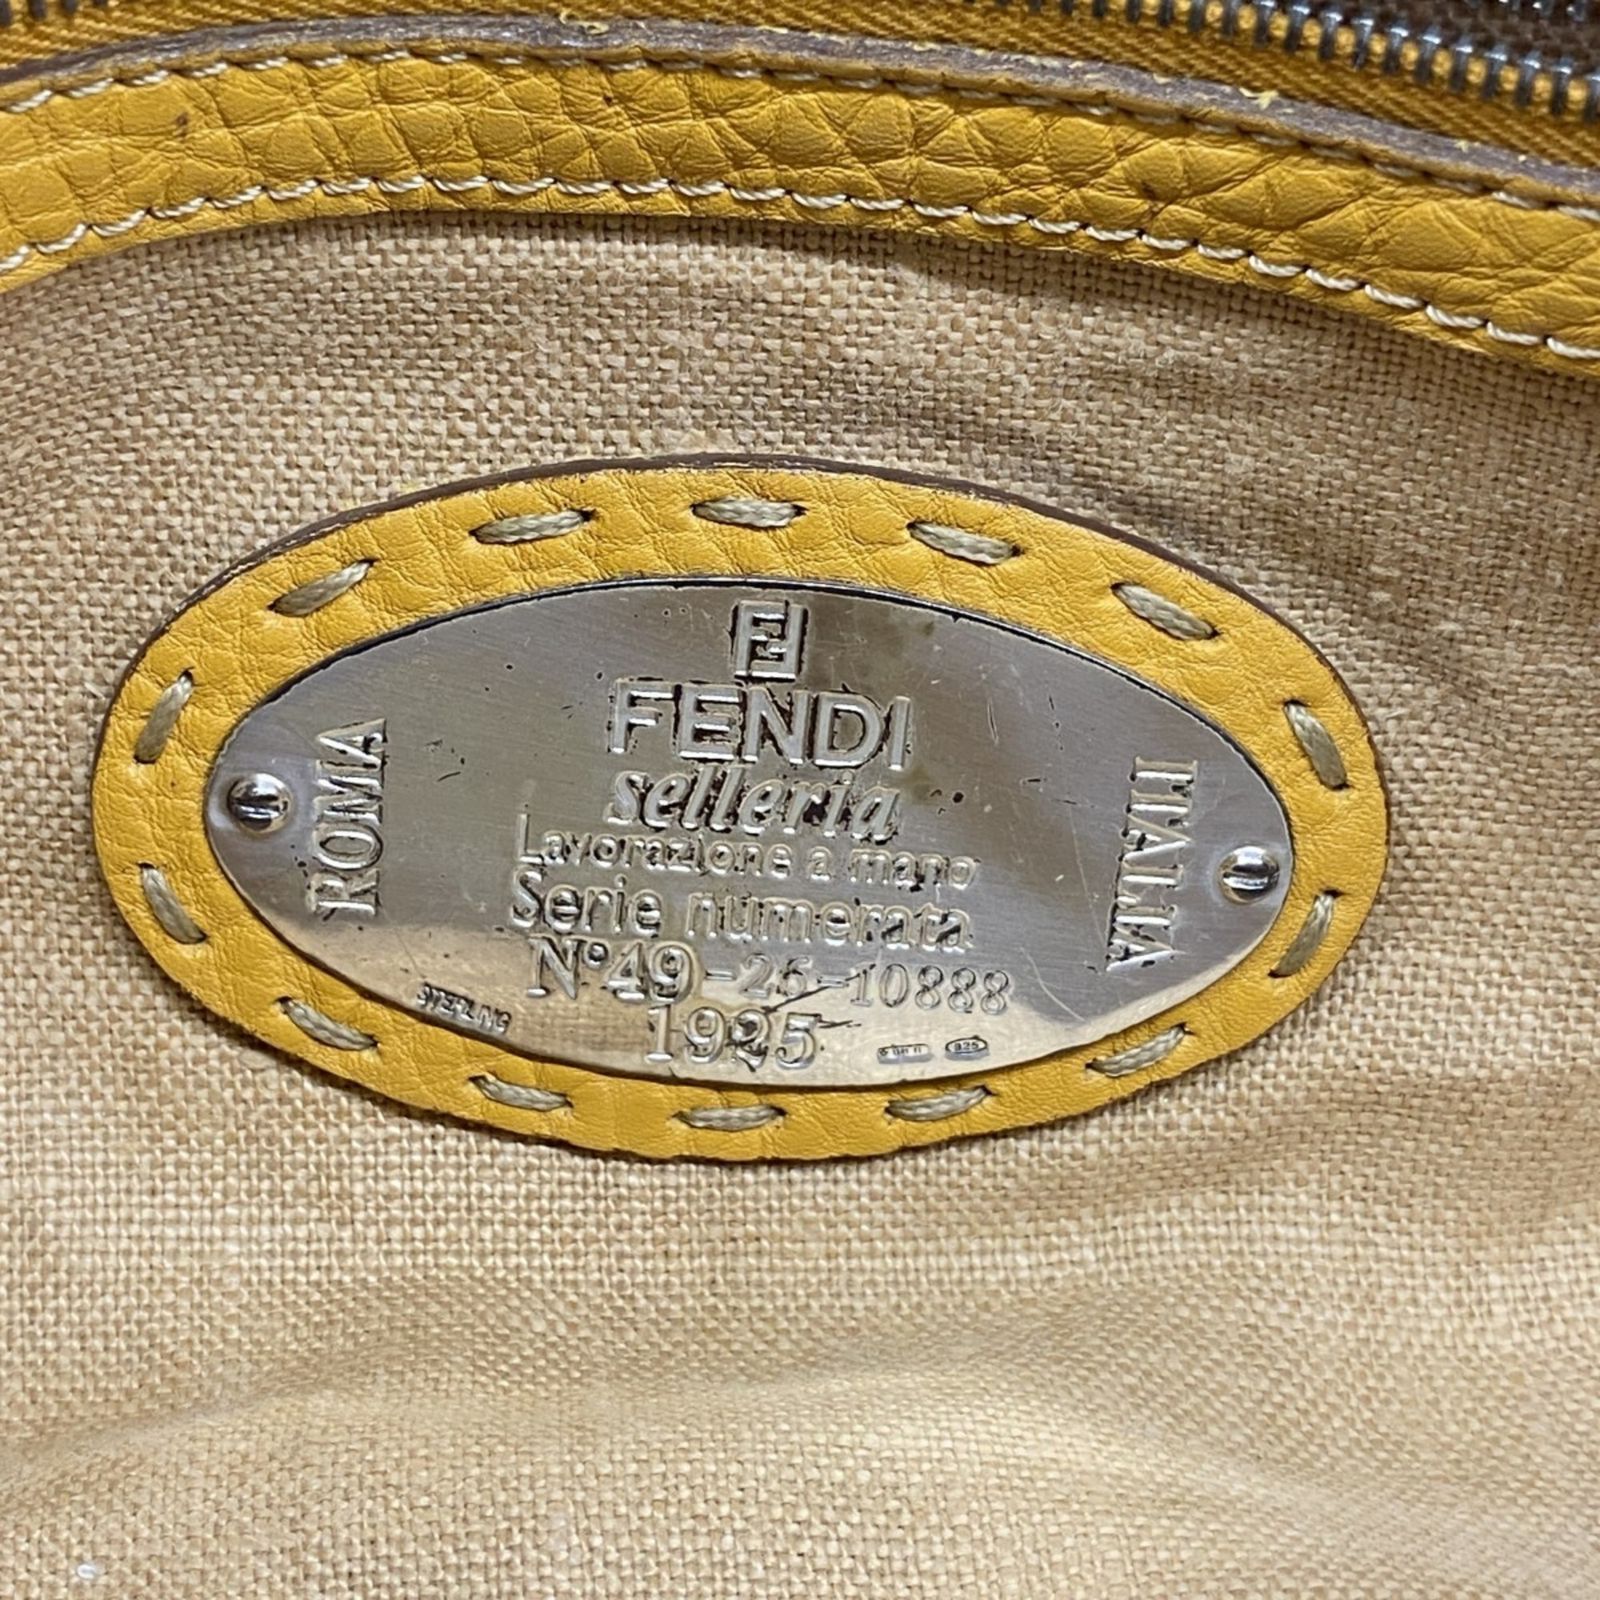 FF
FENDI
selleria
Lavorazione a mano
Serie numerata
N°49-26-10888
1925
ROMA
ITALIA
STERLING
925